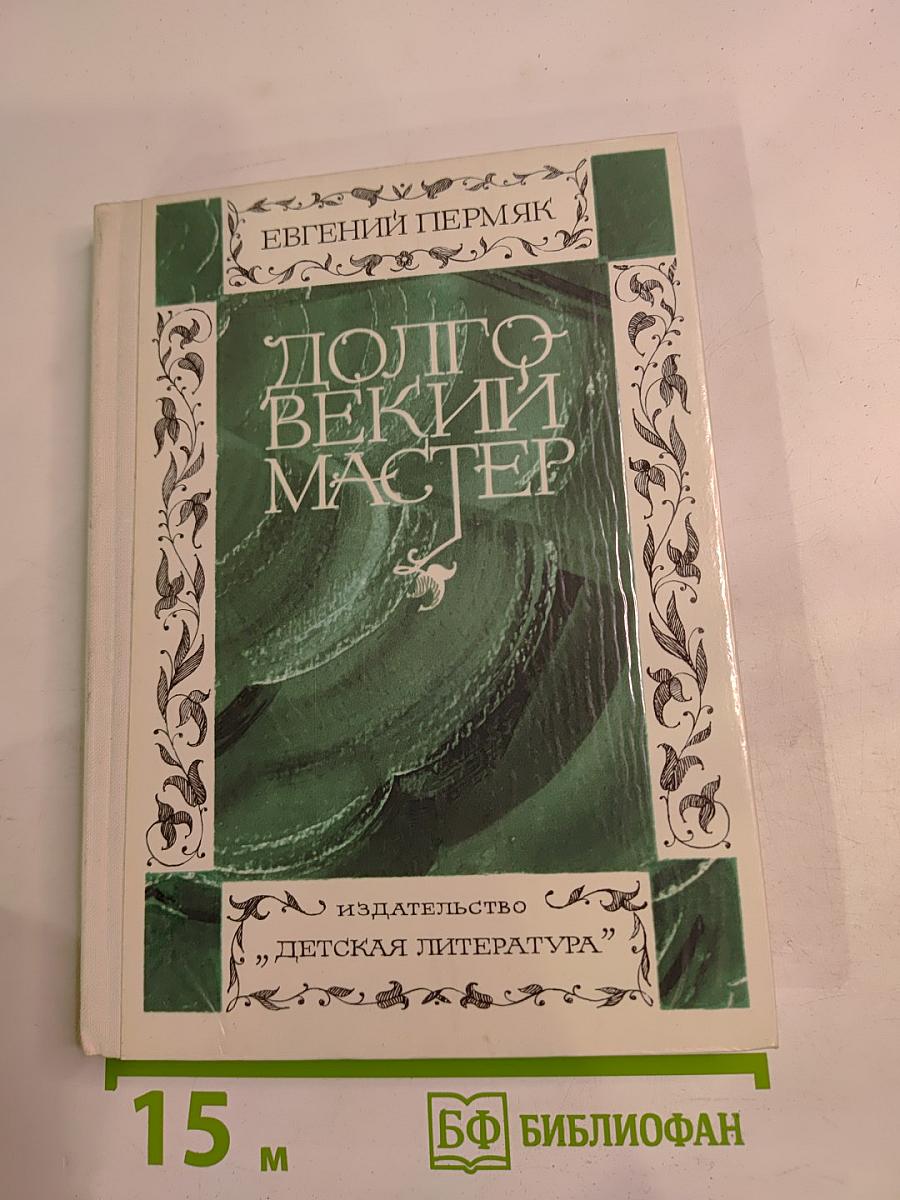 ЕВГЕНИЙ ПЕРМЯК
ДОЛГО-
ВЕКИЙ
МАСТЕР
ИЗДАТЕЛЬСТВО
„ДЕТСКАЯ ЛИТЕРАТУРА”
15 м
БФ БИБЛИОФАН